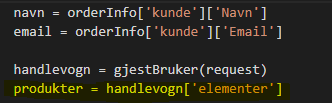 navn = orderInfo['kunde']['Navn']
email = orderInfo['kunde']['Email']
handlevogn = gjestBruker(request)
produkter = handlevogn['elementer']